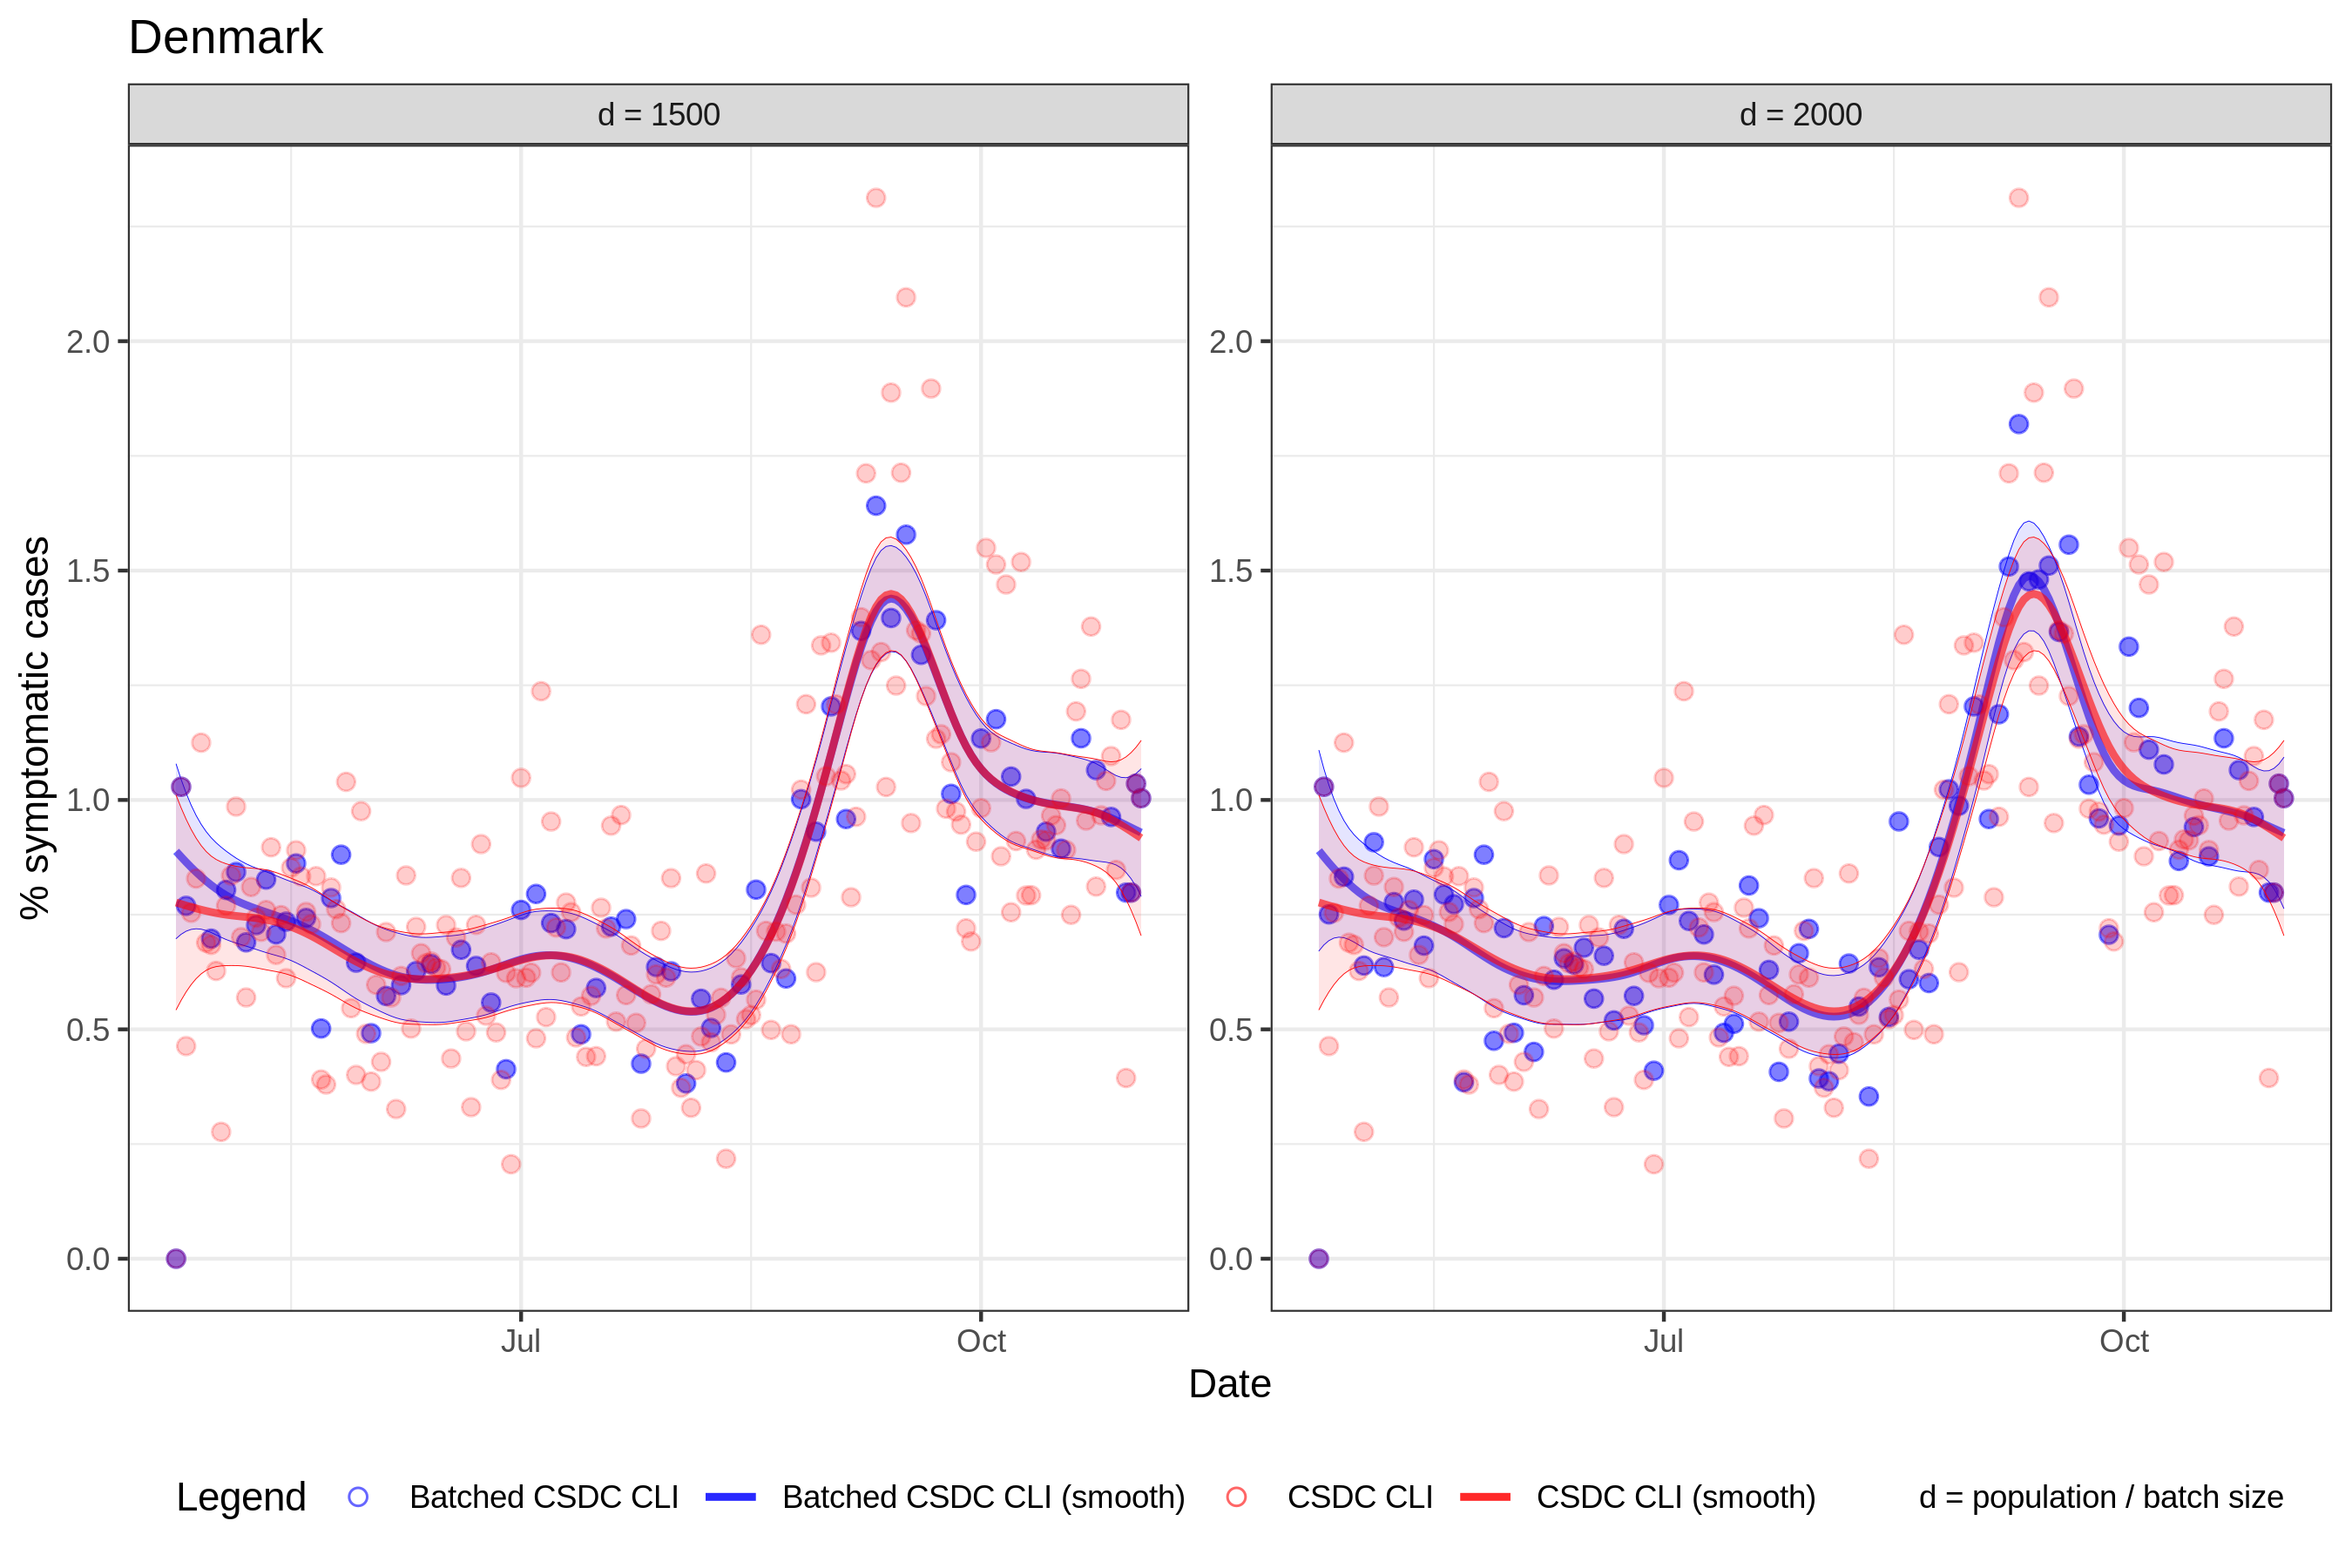 Denmark
d = 1500
d = 2000
% symptomatic cases
2.0
1.5
1.0
0.5
0.0
2.0
1.5
1.0
0.5
0.0
Jul
Oct
Jul
Oct
Date
Legend
Batched CSDC CLI
Batched CSDC CLI (smooth)
CSDC CLI
CSDC CLI (smooth)
d = population / batch size